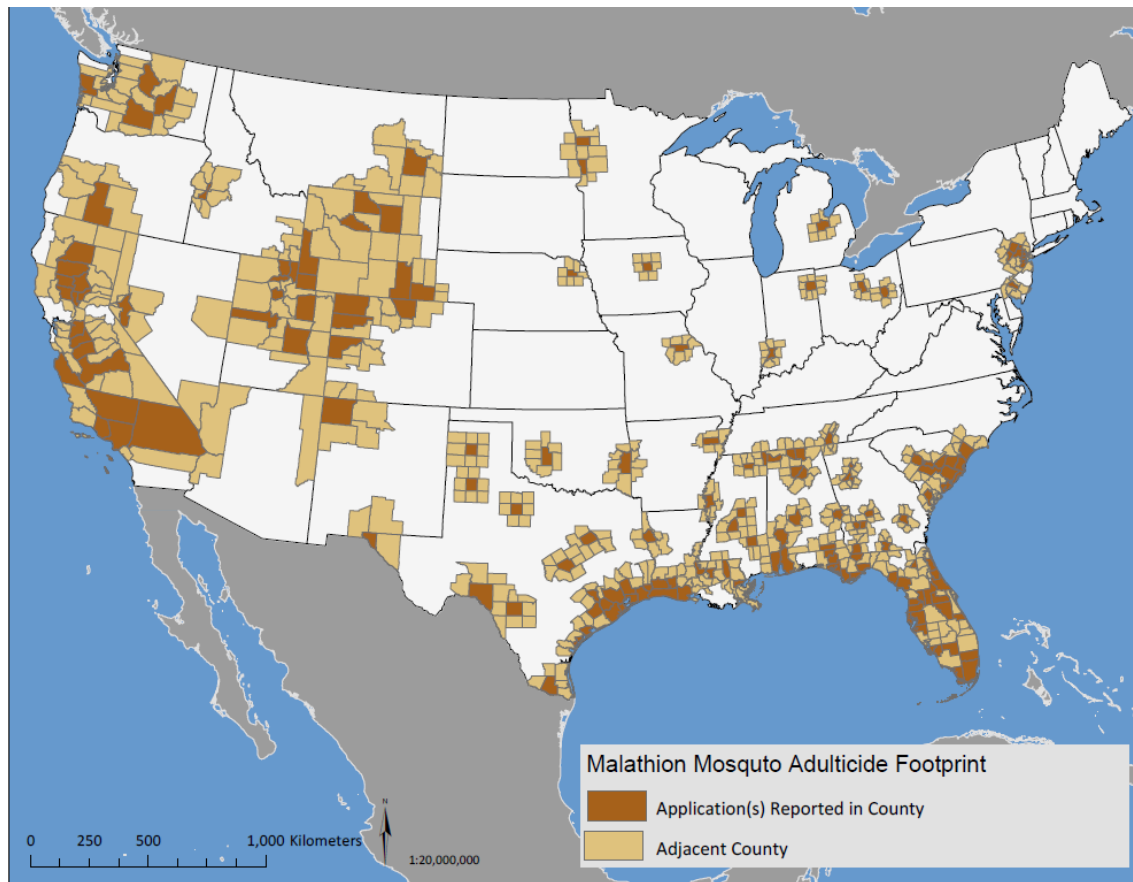 Malathion Mosquto Adulticide Footprint
Application(s) Reported in County
Adjacent County
N
0 250 500 1,000 Kilometers
1:20,000,000